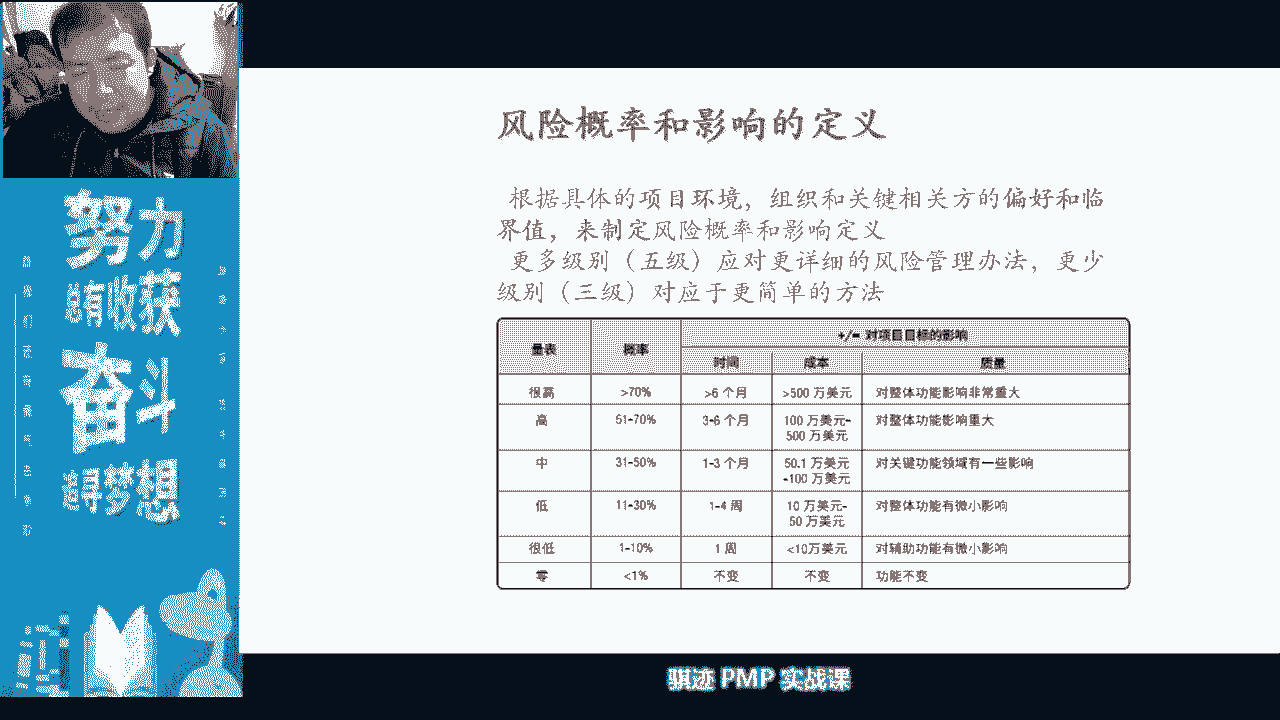 努力
总有收获
奋斗
话寻梦想
风险概率和影响的定义
根据具体的项目环境，组织和关键相关方的偏好和临
界值，来制定风险概率和影响定义
更多级别（五级）应对更详细的风险管理办法，更少
级别（三级）对应于更简单的方法
量表 概率 +/- 对项目目标的影响
时间 成本 质量
很高 >70% >6 个月 >500 万美元 对整体功能影响非常重大
高 51-70% 3-6 个月 100 万美元-
500 万美元 对整体功能影响重大
中 31-50% 1-3 个月 50.1 万美元
-100 万美元 对关键功能领域有一些影响
低 11-30% 1-4 周 10 万美元-
50 万美元 对整体功能有微小影响
很低 1-10% 1 周 <10万美元 对辅助功能有微小影响
零 <1% 不变 不变 功能不变
骐迹 PMP 实战课